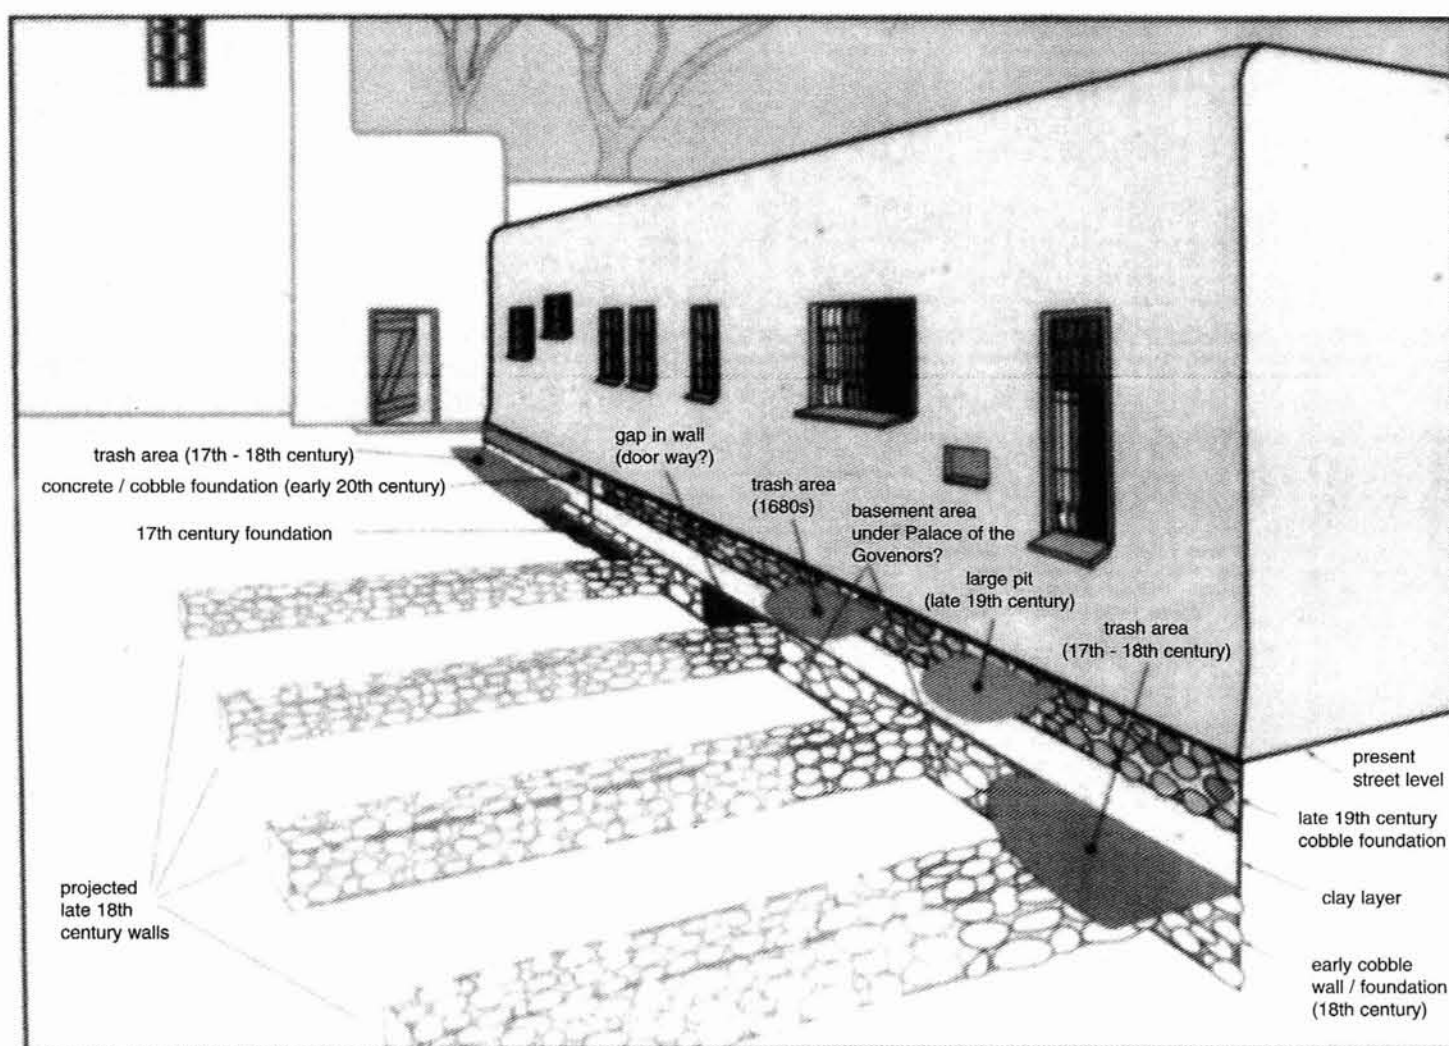 trash area (17th - 18th century)
concrete / cobble foundation (early 20th century)
17th century foundation
gap in wall
(door way?)
trash area
(1680s)
basement area
under Palace of the
Govenors?
large pit
(late 19th century)
trash area
(17th - 18th century)
present
street level
late 19th century
cobble foundation
clay layer
early cobble
wall / foundation
(18th century)
projected
late 18th
century walls